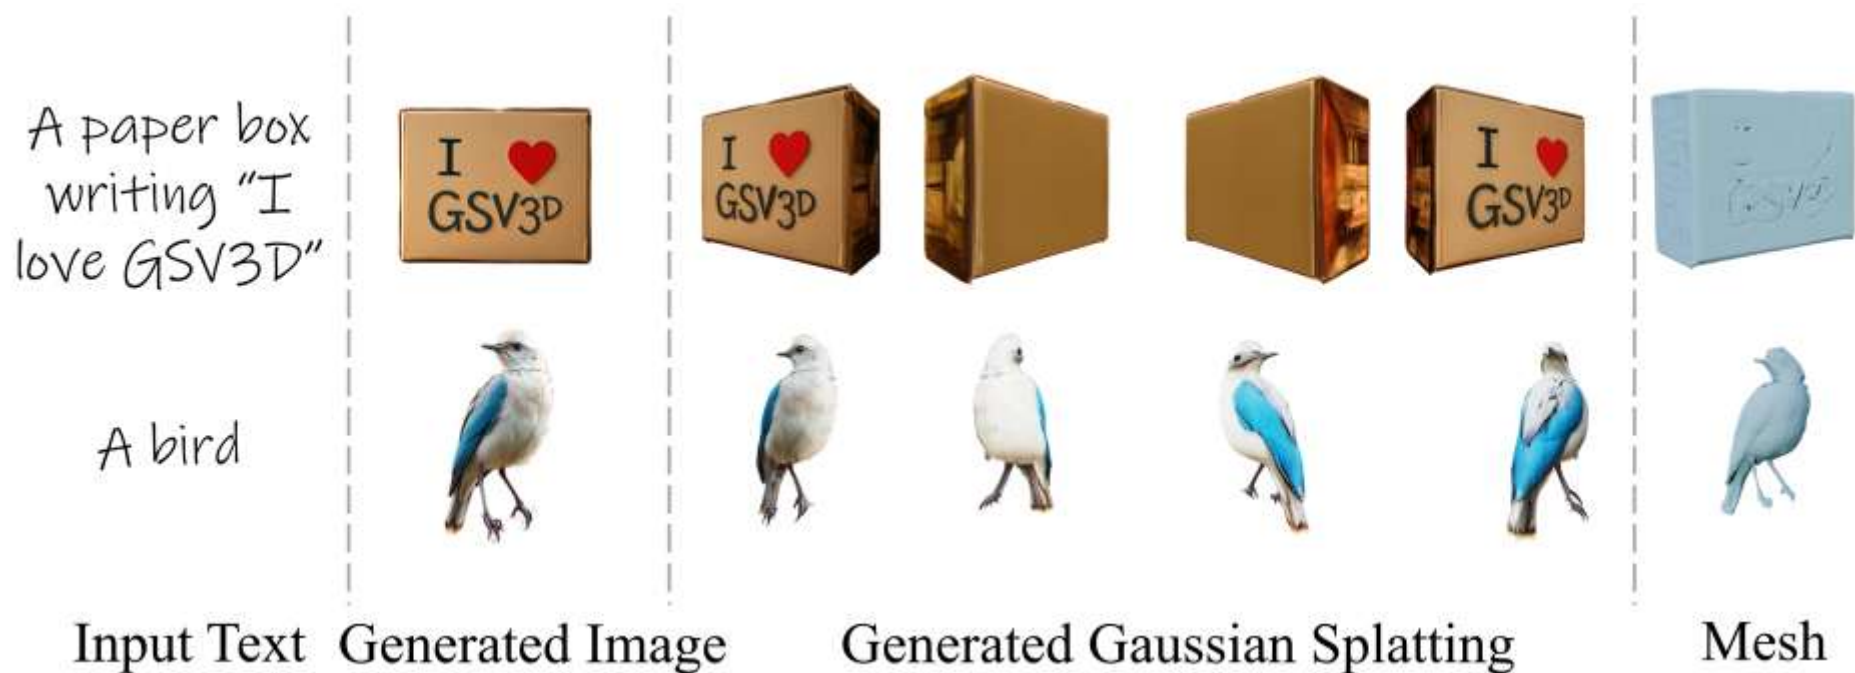 A paper box
writing "I
love GSV3D"
I ❤
GSV3D
I ❤
GSV3D
I ❤
GSV3D
A bird
Input Text
Generated Image
Generated Gaussian Splatting
Mesh